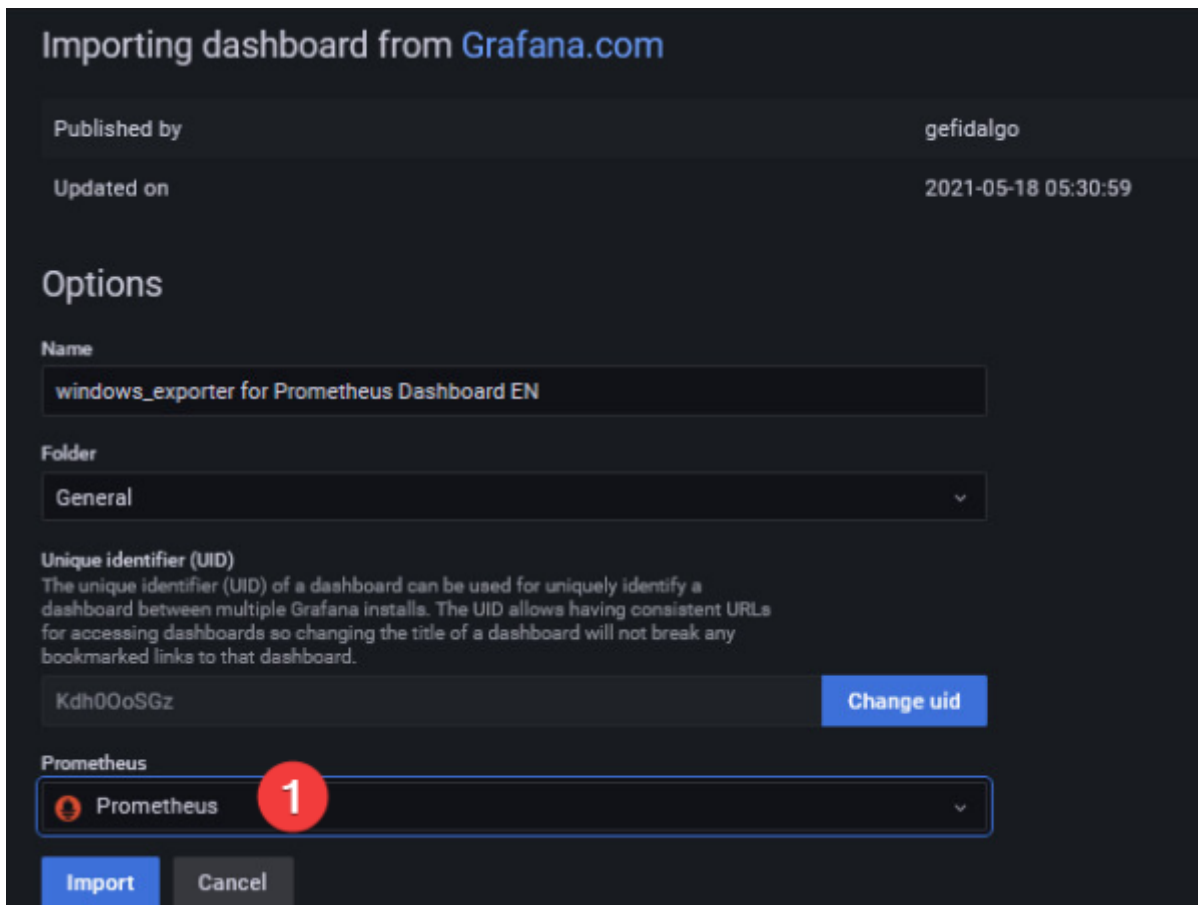 Importing dashboard from Grafana.com
Published by gefidalgo
Updated on 2021-05-18 05:30:59
Options
Name
windows_exporter for Prometheus Dashboard EN
Folder
General
Unique identifier (UID)
The unique identifier (UID) of a dashboard can be used for uniquely identify a
dashboard between multiple Grafana installs. The UID allows having consistent URLs
for accessing dashboards so changing the title of a dashboard will not break any
bookmarked links to that dashboard.
Kdh0OoSGz Change uid
Prometheus
Prometheus 1
Import Cancel